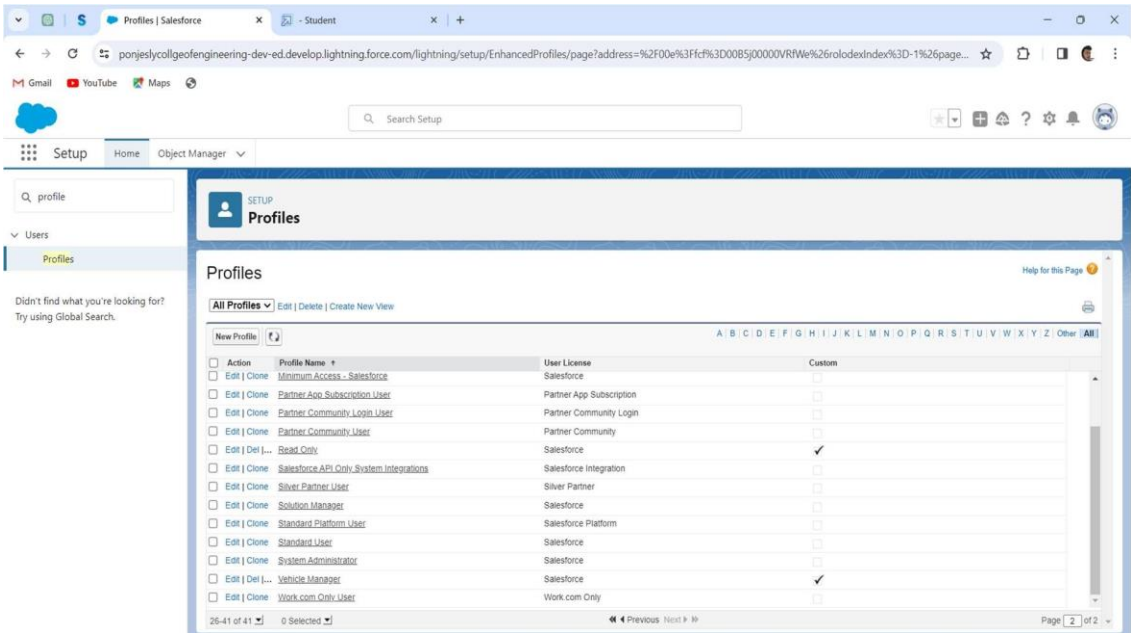 Profiles | Salesforce
- Student
ponjeslycollgeofengineering-dev-ed.develop.lightning.force.com/lightning/setup/EnhancedProfiles/page?address=%2F00e%3Ffcf%3D00B5j00000VRfWe%26rolodexIndex%3D-1%26page...
Gmail YouTube Maps
Search Setup
Setup Home Object Manager
profile
SETUP
Profiles
Users
Profiles
Didn't find what you're looking for?
Try using Global Search.
Profiles
Help for this Page
All Profiles Edit | Delete | Create New View
New Profile A | B | C | D | E | F | G | H | I | J | K | L | M | N | O | P | Q | R | S | T | U | V | W | X | Y | Z | Other | All
Action Profile Name User License Custom
Edit | Clone Minimum Access - Salesforce Salesforce
Edit | Clone Partner App Subscription User Partner App Subscription
Edit | Clone Partner Community Login User Partner Community Login
Edit | Clone Partner Community User Partner Community
Edit | Del |... Read Only Salesforce
Edit | Clone Salesforce API Only System Integrations Salesforce Integration
Edit | Clone Silver Partner User Silver Partner
Edit | Clone Solution Manager Salesforce
Edit | Clone Standard Platform User Salesforce Platform
Edit | Clone Standard User Salesforce
Edit | Clone System Administrator Salesforce
Edit | Del |... Vehicle Manager Salesforce
Edit | Clone Work.com Only User Work.com Only
26-41 of 41 0 Selected Previous Next Page 2 of 2